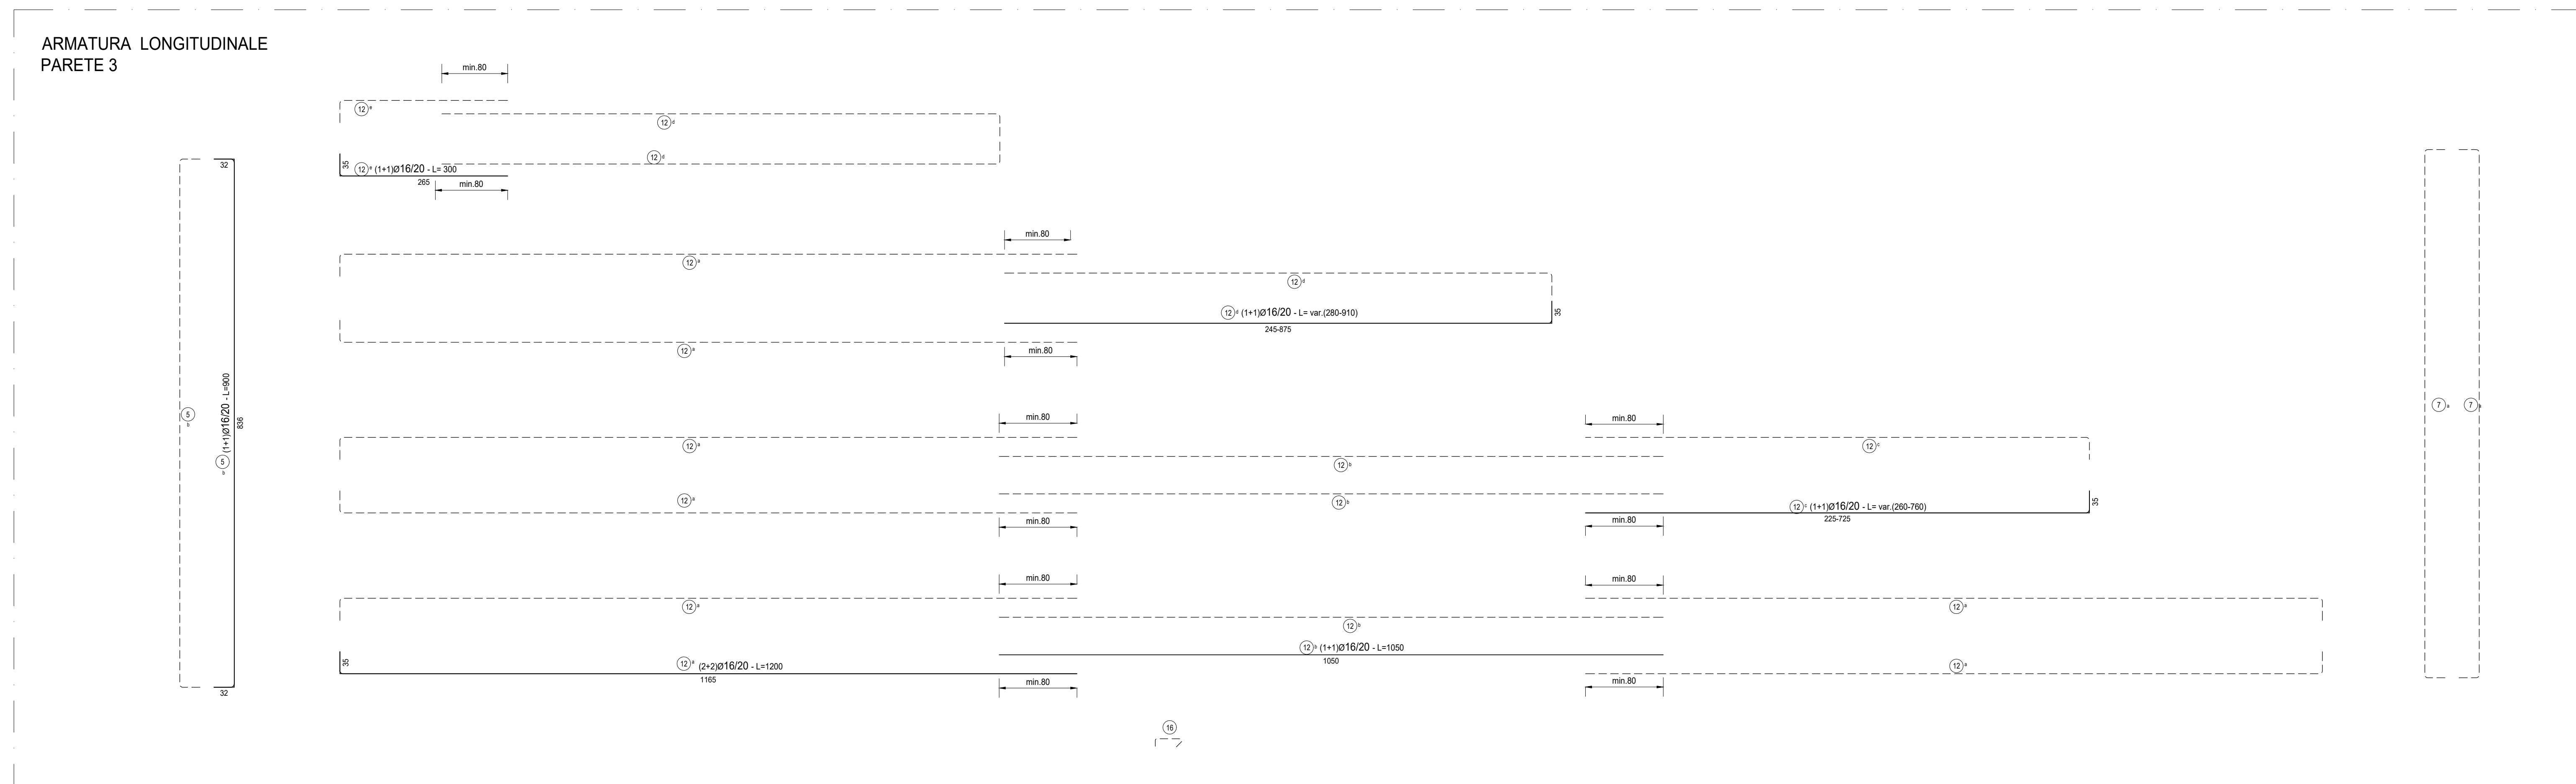 ARMATURA LONGITUDINALE
PARETE 3
min.80
12 e
12 d
12 d
35
12 e (1+1)Ø16/20 - L= 300
265
min.80
32
5 b
5 b (1+1)Ø16/20 - L=900
836
32
min.80
12 a
12 d
12 d (1+1)Ø16/20 - L= var.(280-910)
35
245-875
12 a
min.80
7 a
7
min.80
min.80
12 a
12 c
12 b
12 a
12 b
12 c (1+1)Ø16/20 - L= var.(260-760)
35
225-725
min.80
min.80
min.80
min.80
12 a
12 a
12 b
12 b (1+1)Ø16/20 - L=1050
1050
35
12 a (2+2)Ø16/20 - L=1200
12 a
1165
min.80
min.80
16